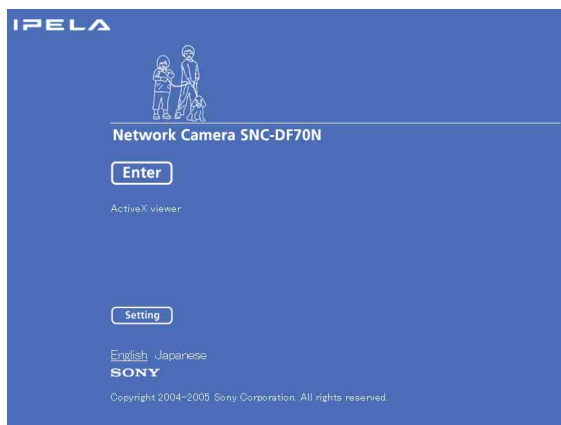 IPELA
Network Camera SNC-DF70N
Enter
ActiveX viewer
Setting
English Japanese
SONY
Copyright 2004-2005 Sony Corporation. All rights reserved.